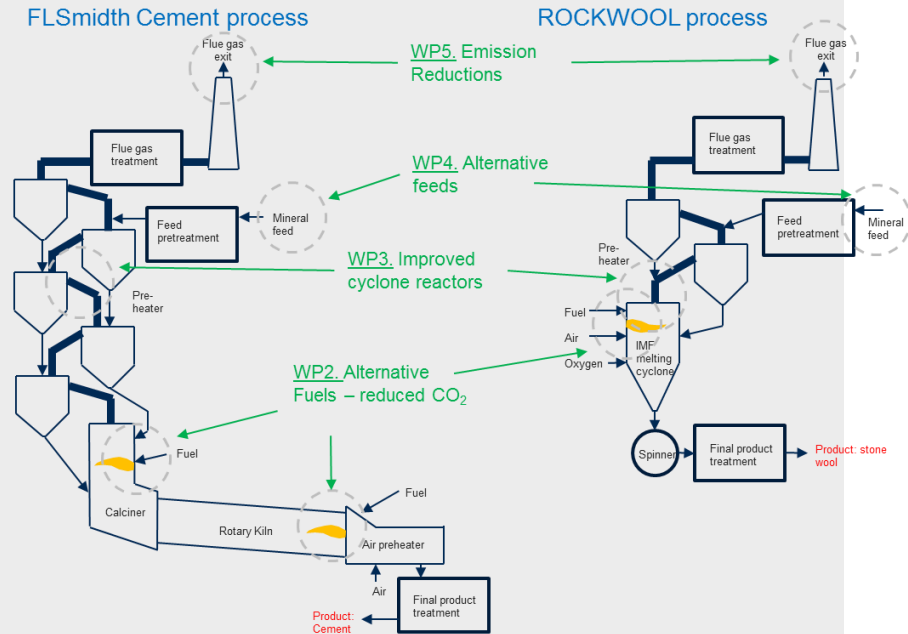 FLSmidth Cement process
ROCKWOOL process
Flue gas
exit
WP5. Emission
Reductions
Flue gas
exit
Flue gas
treatment
Flue gas
treatment
WP4. Alternative
feeds
Feed
pretreatment
Mineral
feed
Feed
pretreatment
Mineral
feed
WP3. Improved
cyclone reactors
Pre-
heater
Pre-
heater
Fuel
Air
Oxygen
IMF
melting
cyclone
WP2. Alternative
Fuels – reduced CO₂
Fuel
Calciner
Spinner
Final product
treatment
Product: stone
wool
Fuel
Rotary Kiln
Air preheater
Air
Final product
treatment
Product:
Cement